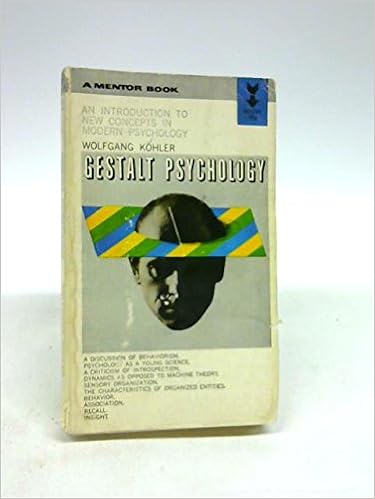 A MENTOR BOOK
AN INTRODUCTION TO
NEW CONCEPTS IN
MODERN PSYCHOLOGY
WOLFGANG KÖHLER
GESTALT PSYCHOLOGY
A DISCUSSION OF BEHAVIORISM,
PSYCHOLOGY AS A YOUNG SCIENCE,
A CRITICISM OF INTROSPECTION,
DYNAMICS AS OPPOSED TO MACHINE THEORY,
SENSORY ORGANIZATION,
THE CHARACTERISTICS OF ORGANIZED ENTITIES,
BEHAVIOR,
ASSOCIATION,
RECALL,
INSIGHT.